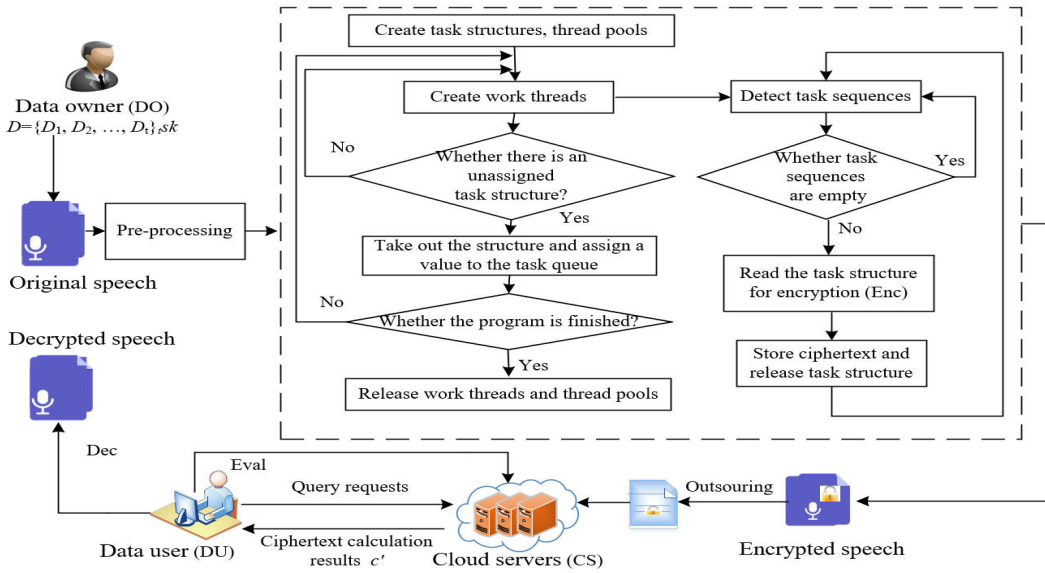 Data owner (DO)
D={D1, D2, …, Dt},sk
Original speech
Pre-processing
Create task structures, thread pools
Create work threads
No
Whether there is an
unassigned
task structure?
Yes
Take out the structure and assign a
value to the task queue
No
Whether the program is finished?
Yes
Release work threads and thread pools
Detect task sequences
Whether task
sequences
are empty
Yes
No
Read the task structure
for encryption (Enc)
Store ciphertext and
release task structure
Decrypted speech
Dec
Eval
Query requests
Ciphertext calculation
results c'
Data user (DU)
Cloud servers (CS)
Outsouring
Encrypted speech